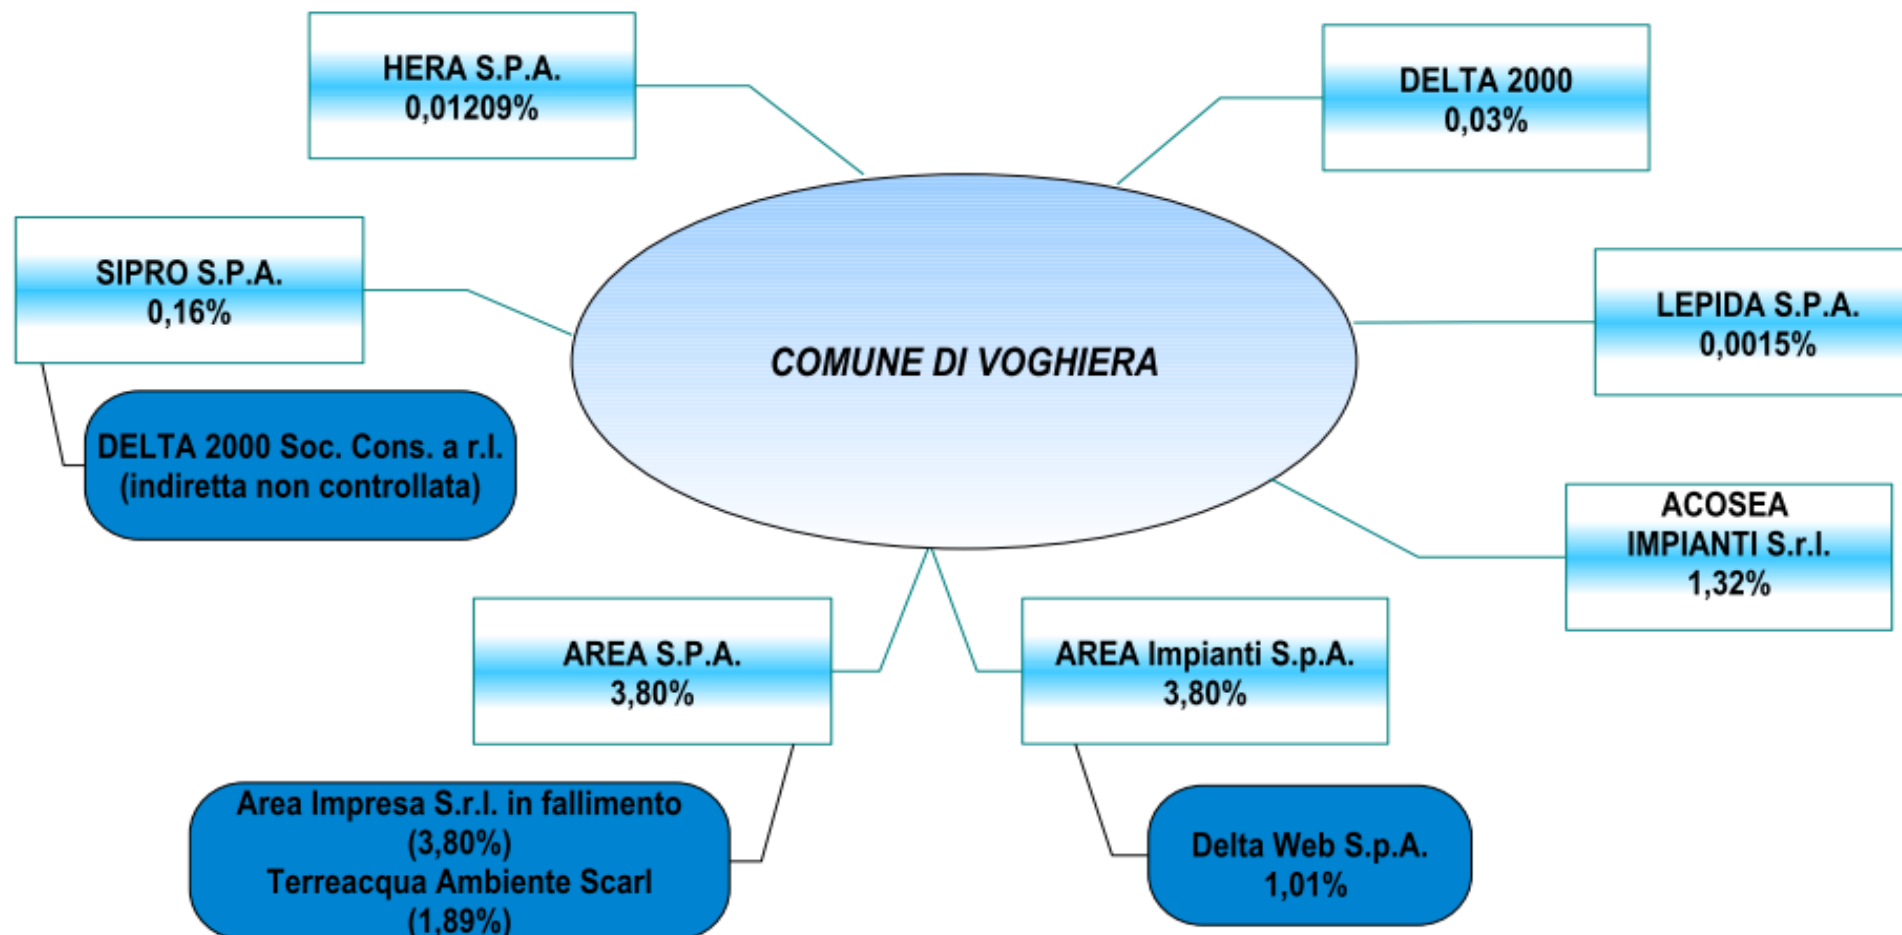 HERA S.P.A.
0,01209%
DELTA 2000
0,03%
SIPRO S.P.A.
0,16%
LEPIDA S.P.A.
0,0015%
COMUNE DI VOGHIERA
DELTA 2000 Soc. Cons. a r.l.
(indiretta non controllata)
ACOSEA
IMPIANTI S.r.l.
1,32%
AREA S.P.A.
3,80%
AREA Impianti S.p.A.
3,80%
Area Impresa S.r.l. in fallimento
(3,80%)
Terreacqua Ambiente Scarl
(1,89%)
Delta Web S.p.A.
1,01%